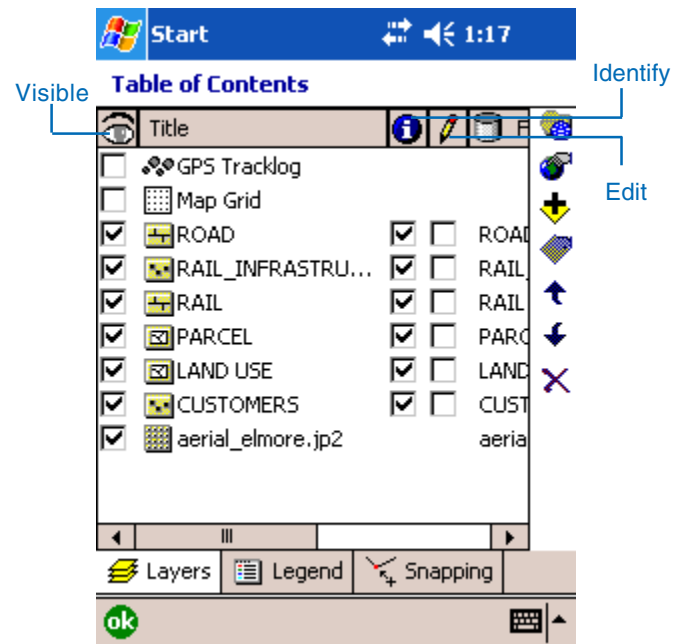 Start 1:17
Table of Contents
Identify
Visible
Title F
Edit
GPS Tracklog
Map Grid
ROAD ROAD
RAIL_INFRASTRU... RAIL_
RAIL RAIL
PARCEL PARC
LAND USE LAND
CUSTOMERS CUST
aerial_elmore.jp2 aeria
Layers Legend Snapping
ok